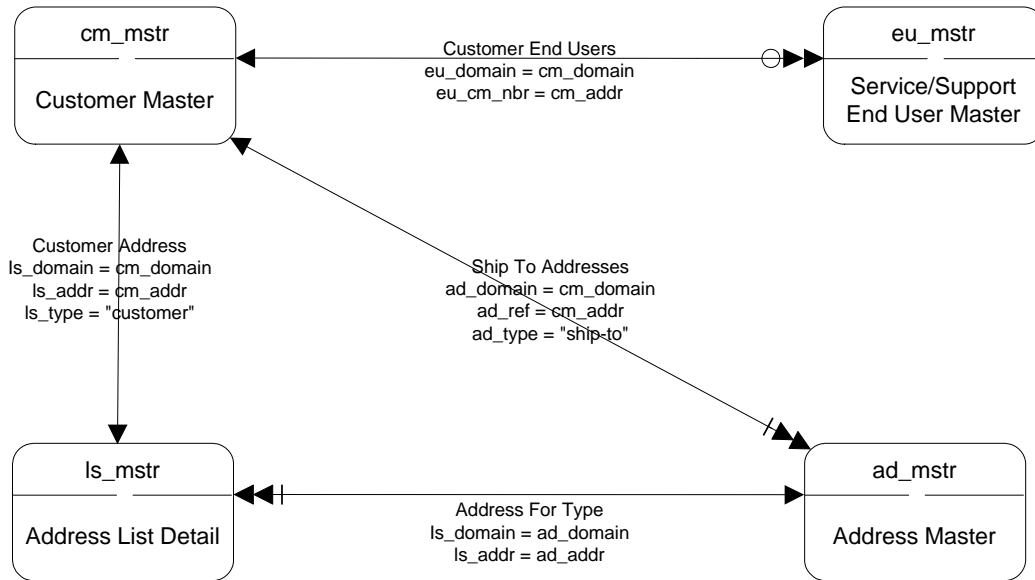 cm_mstr
Customer Master
Customer End Users
eu_domain = cm_domain
eu_cm_nbr = cm_addr
eu_mstr
Service/Support
End User Master
Customer Address
ls_domain = cm_domain
ls_addr = cm_addr
ls_type = "customer"
Ship To Addresses
ad_domain = cm_domain
ad_ref = cm_addr
ad_type = "ship-to"
ls_mstr
Address List Detail
Address For Type
ls_domain = ad_domain
ls_addr = ad_addr
ad_mstr
Address Master